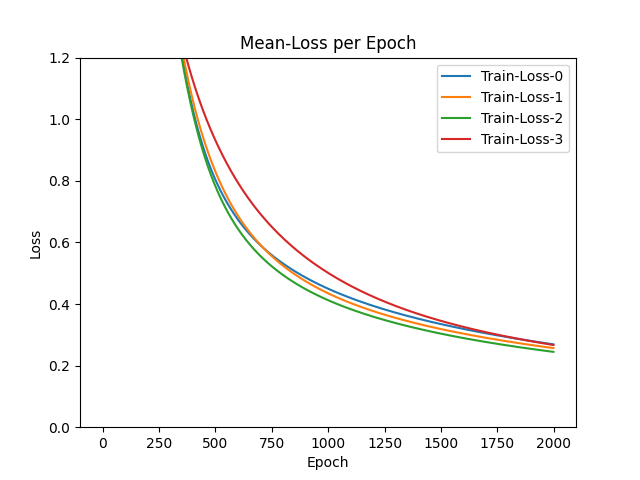 Mean-Loss per Epoch
Train-Loss-0
Train-Loss-1
Train-Loss-2
Train-Loss-3
Loss
1.2
1.0
0.8
0.6
0.4
0.2
0.0
0 250 500 750 1000 1250 1500 1750 2000
Epoch